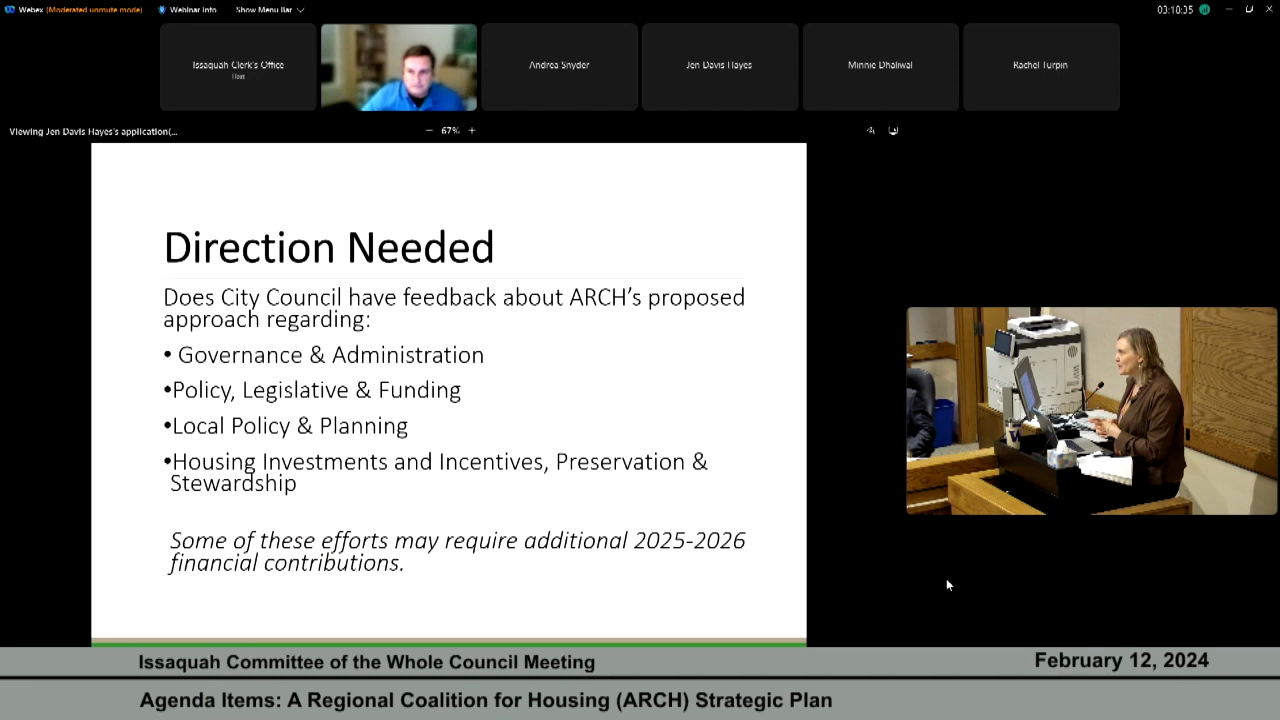 Webex (Moderated unmute mode) Webinar Info Show Menu Bar 03:18:35
Issaquah Clerk's Office
Host
Andrea Snyder
Jen Davis Hayes
Minnie Dhaliwal
Rachel Turpin
Viewing Jen Davis Hayes's application(...
67%
Direction Needed
Does City Council have feedback about ARCH's proposed
approach regarding:
• Governance & Administration
•Policy, Legislative & Funding
•Local Policy & Planning
•Housing Investments and Incentives, Preservation &
Stewardship
Some of these efforts may require additional 2025-2026
financial contributions.
Issaquah Committee of the Whole Council Meeting
February 12, 2024
Agenda Items: A Regional Coalition for Housing (ARCH) Strategic Plan